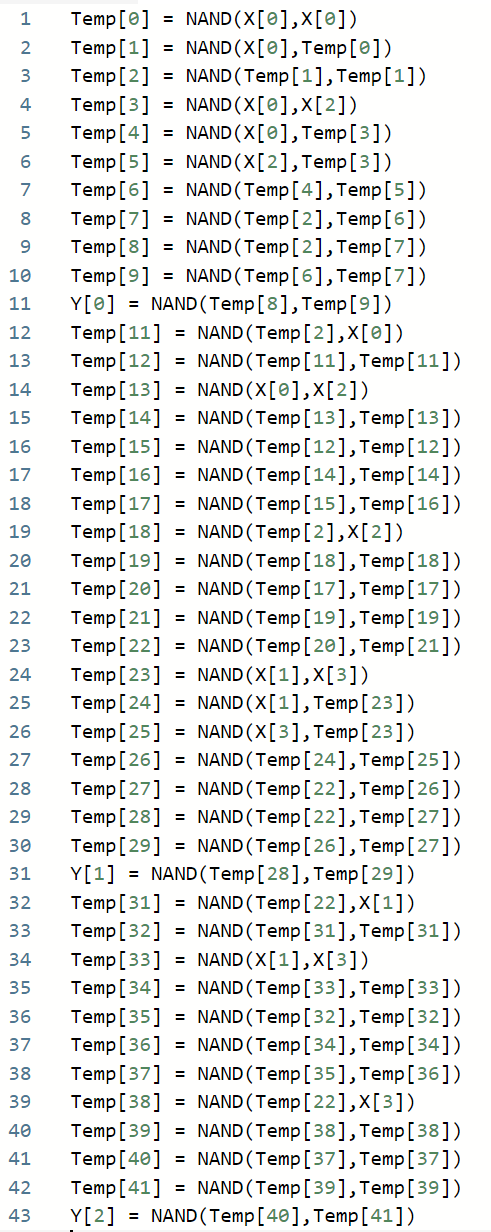 1 Temp[0] = NAND(X[0],X[0])
2 Temp[1] = NAND(X[0],Temp[0])
3 Temp[2] = NAND(Temp[1],Temp[1])
4 Temp[3] = NAND(X[0],X[2])
5 Temp[4] = NAND(X[0],Temp[3])
6 Temp[5] = NAND(X[2],Temp[3])
7 Temp[6] = NAND(Temp[4],Temp[5])
8 Temp[7] = NAND(Temp[2],Temp[6])
9 Temp[8] = NAND(Temp[2],Temp[7])
10 Temp[9] = NAND(Temp[6],Temp[7])
11 Y[0] = NAND(Temp[8],Temp[9])
12 Temp[11] = NAND(Temp[2],X[0])
13 Temp[12] = NAND(Temp[11],Temp[11])
14 Temp[13] = NAND(X[0],X[2])
15 Temp[14] = NAND(Temp[13],Temp[13])
16 Temp[15] = NAND(Temp[12],Temp[12])
17 Temp[16] = NAND(Temp[14],Temp[14])
18 Temp[17] = NAND(Temp[15],Temp[16])
19 Temp[18] = NAND(Temp[2],X[2])
20 Temp[19] = NAND(Temp[18],Temp[18])
21 Temp[20] = NAND(Temp[17],Temp[17])
22 Temp[21] = NAND(Temp[19],Temp[19])
23 Temp[22] = NAND(Temp[20],Temp[21])
24 Temp[23] = NAND(X[1],X[3])
25 Temp[24] = NAND(X[1],Temp[23])
26 Temp[25] = NAND(X[3],Temp[23])
27 Temp[26] = NAND(Temp[24],Temp[25])
28 Temp[27] = NAND(Temp[22],Temp[26])
29 Temp[28] = NAND(Temp[22],Temp[27])
30 Temp[29] = NAND(Temp[26],Temp[27])
31 Y[1] = NAND(Temp[28],Temp[29])
32 Temp[31] = NAND(Temp[22],X[1])
33 Temp[32] = NAND(Temp[31],Temp[31])
34 Temp[33] = NAND(X[1],X[3])
35 Temp[34] = NAND(Temp[33],Temp[33])
36 Temp[35] = NAND(Temp[32],Temp[32])
37 Temp[36] = NAND(Temp[34],Temp[34])
38 Temp[37] = NAND(Temp[35],Temp[36])
39 Temp[38] = NAND(Temp[22],X[3])
40 Temp[39] = NAND(Temp[38],Temp[38])
41 Temp[40] = NAND(Temp[37],Temp[37])
42 Temp[41] = NAND(Temp[39],Temp[39])
43 Y[2] = NAND(Temp[40],Temp[41])